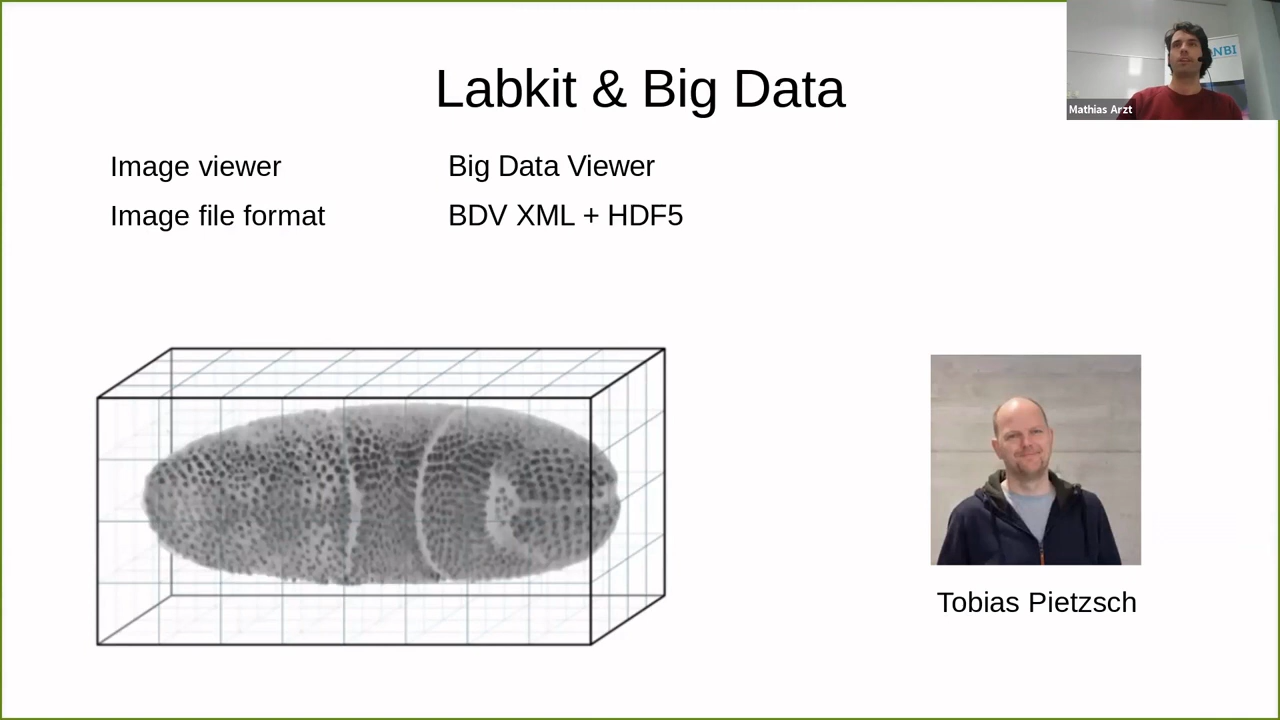 Labkit & Big Data
Mathias Arzt
Image viewer
Big Data Viewer
Image file format
BDV XML + HDF5
Tobias Pietzsch